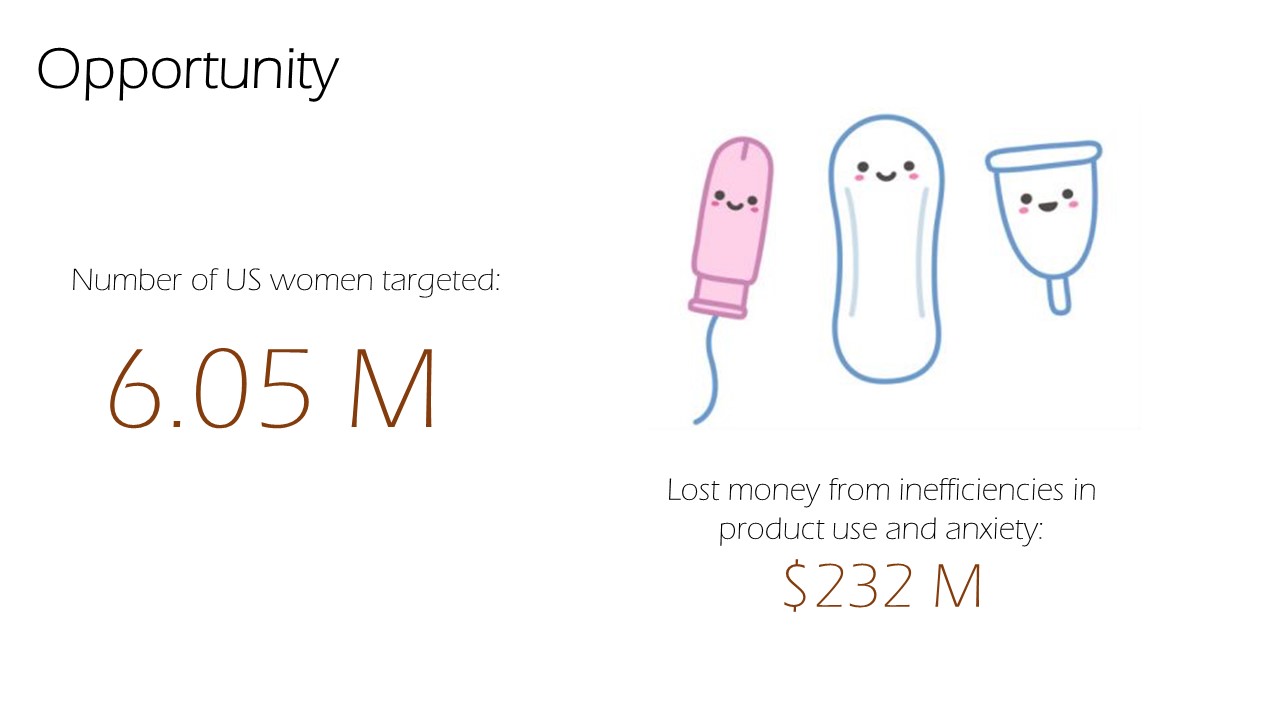 Opportunity
Number of US women targeted:
6.05 M
Lost money from inefficiencies in
product use and anxiety:
$232 M